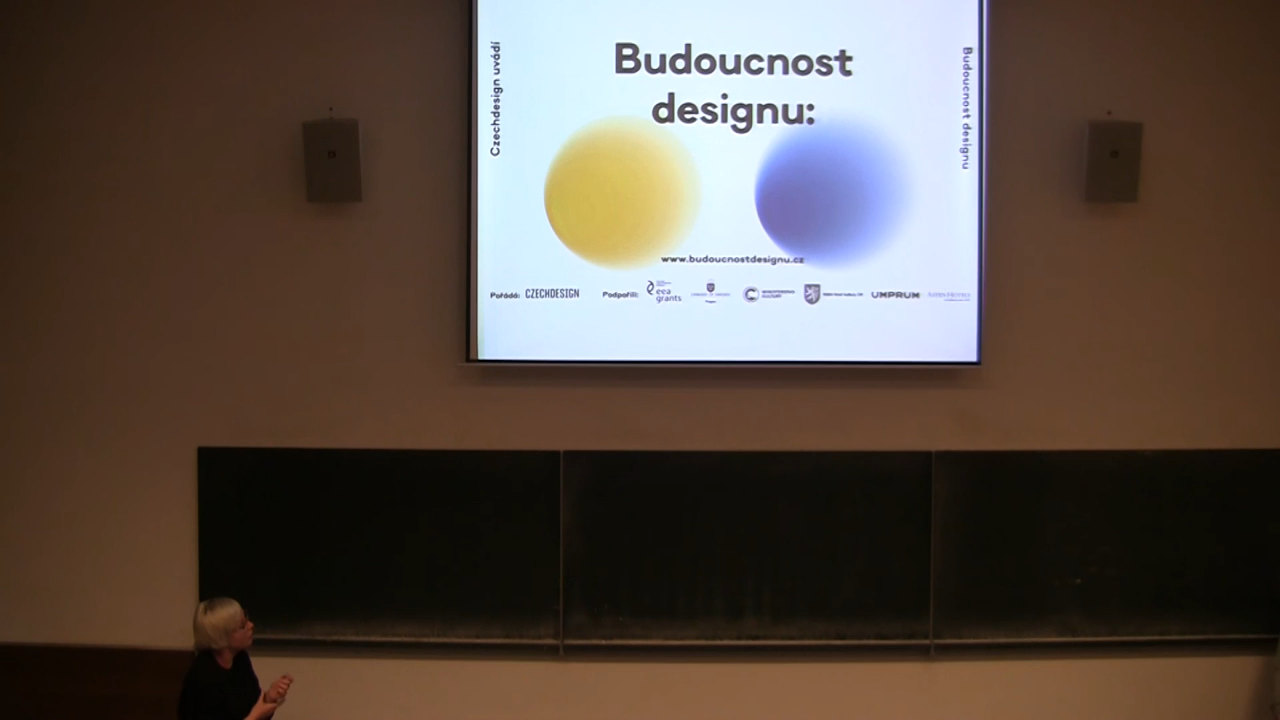 Czechdesign uvádí
Budoucnost
designu:
Budoucnost designu
www.budoucnostdesignu.cz
Pořádá: CZECHDESIGN
Podpořili:
eea
grants
UMPRUM